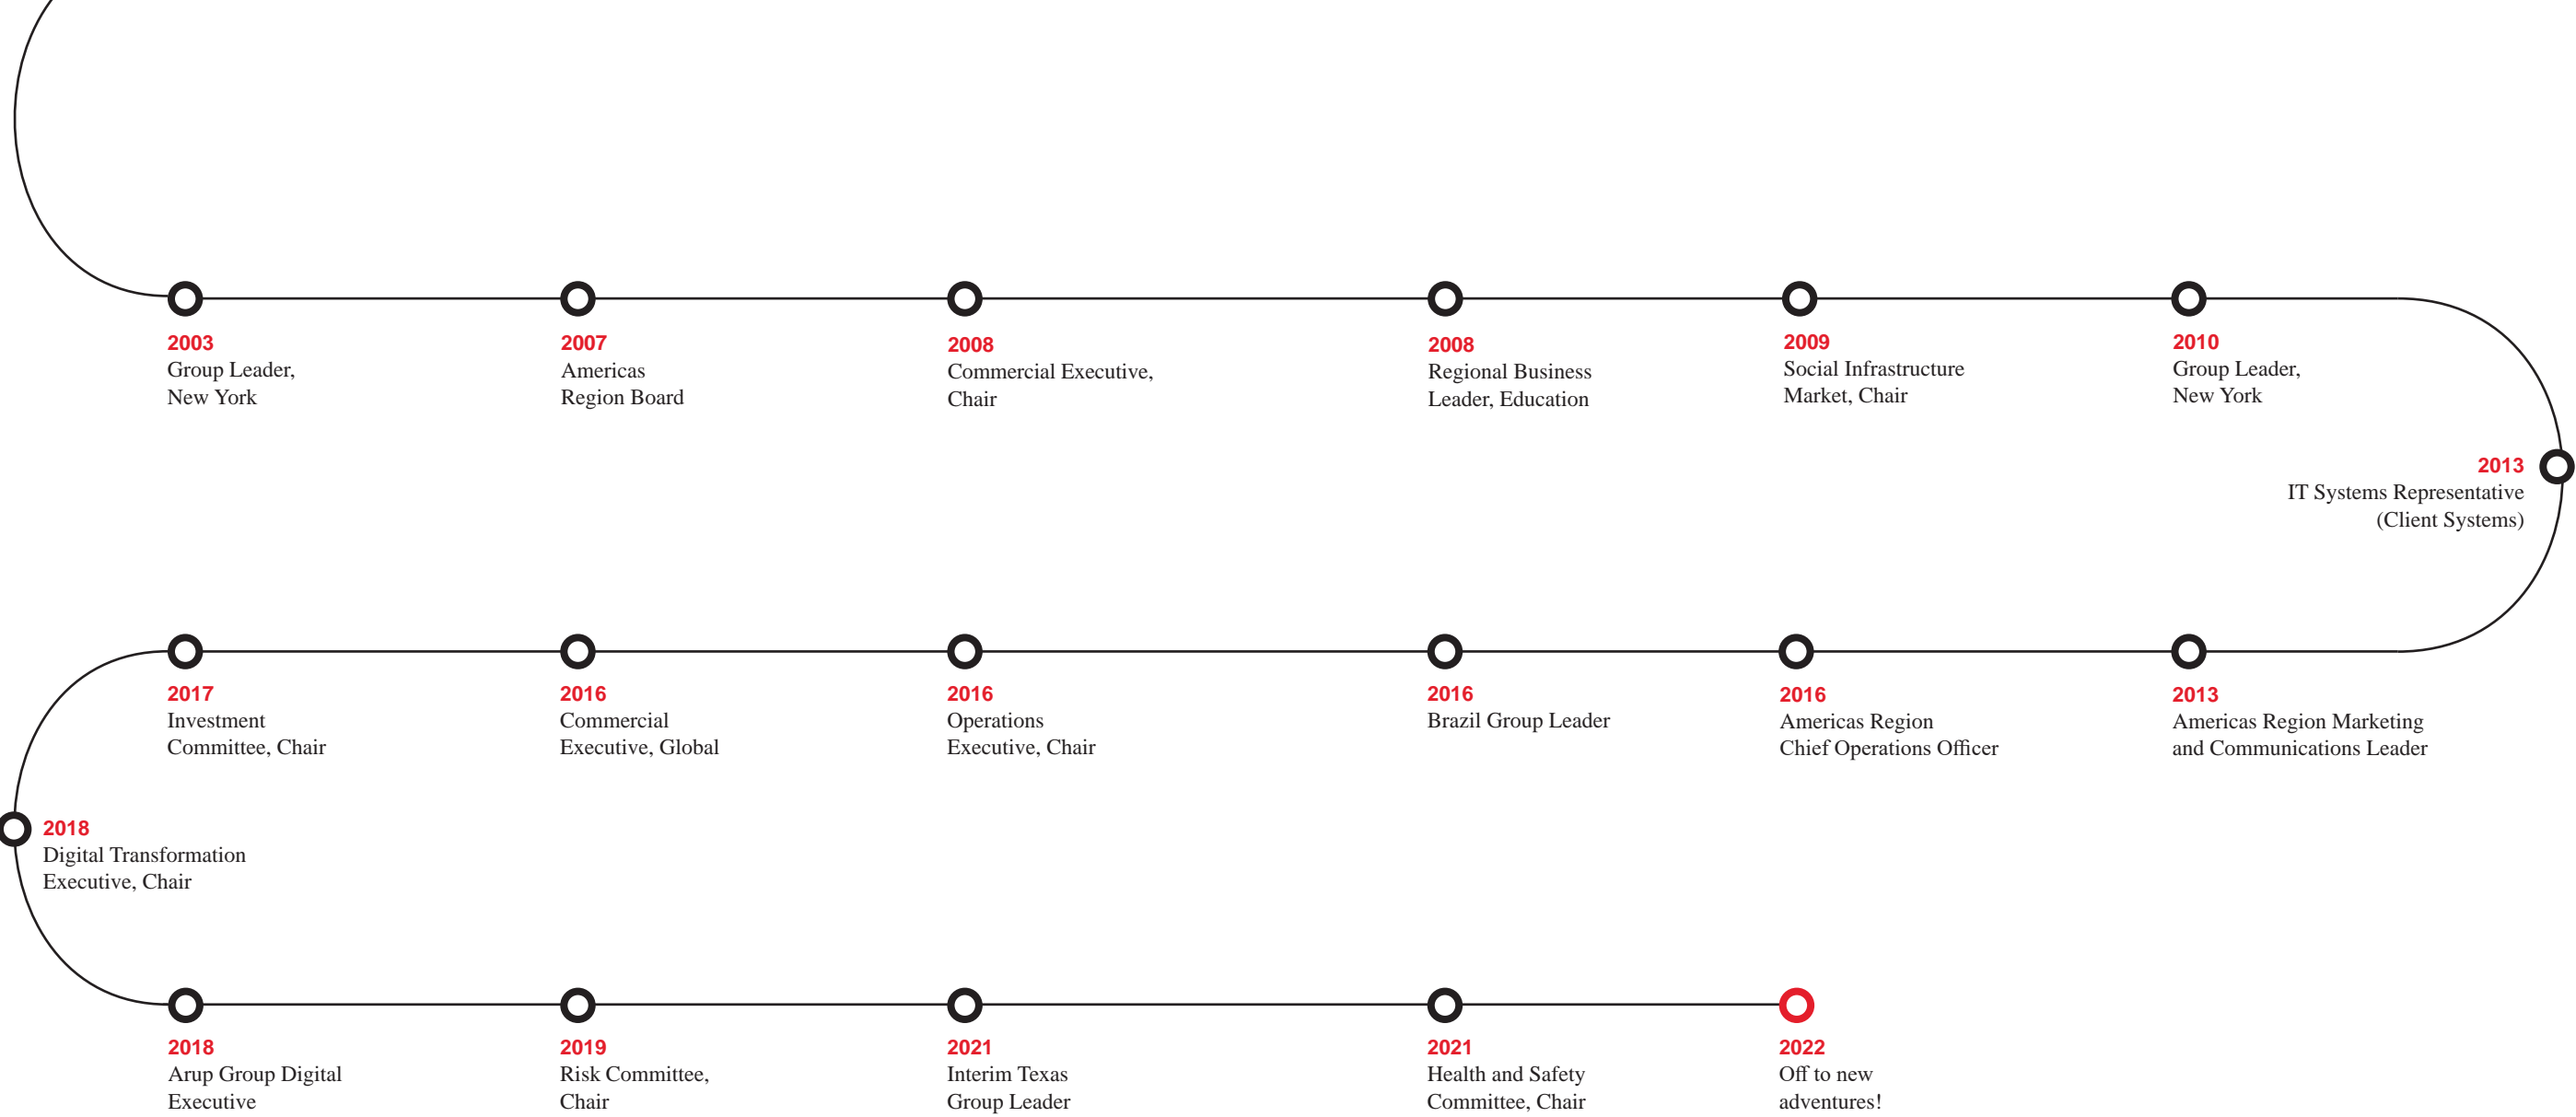 2003
Group Leader,
New York
2007
Americas
Region Board
2008
Commercial Executive,
Chair
2008
Regional Business
Leader, Education
2009
Social Infrastructure
Market, Chair
2010
Group Leader,
New York
2013
IT Systems Representative
(Client Systems)
2013
Americas Region Marketing
and Communications Leader
2016
Americas Region
Chief Operations Officer
2016
Brazil Group Leader
2016
Operations
Executive, Chair
2016
Commercial
Executive, Global
2017
Investment
Committee, Chair
2018
Digital Transformation
Executive, Chair
2018
Arup Group Digital
Executive
2019
Risk Committee,
Chair
2021
Interim Texas
Group Leader
2021
Health and Safety
Committee, Chair
2022
Off to new
adventures!